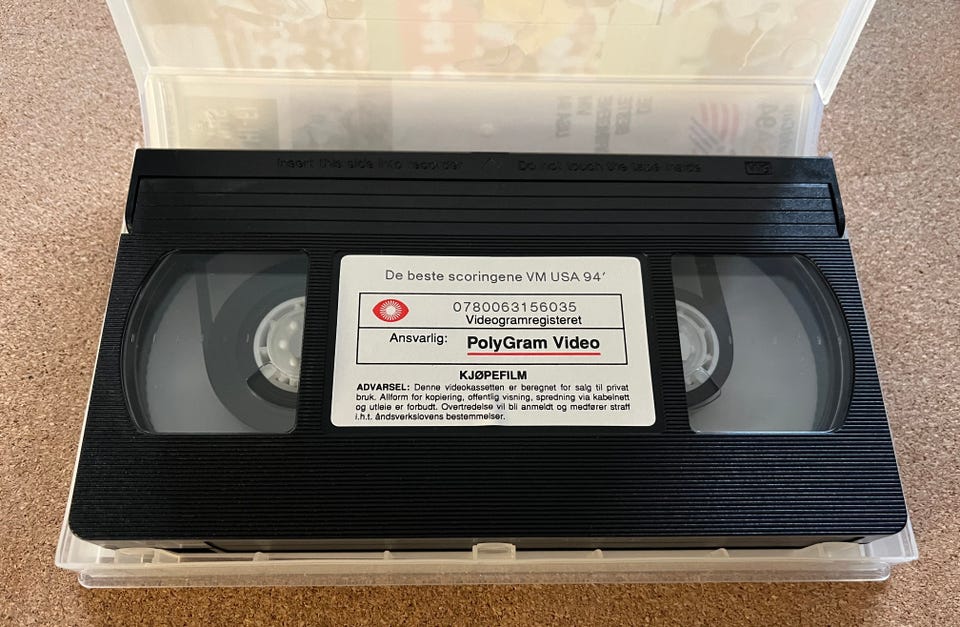 Insert this side into recorder Do not touch the tape inside VHS
De beste scoringene VM USA 94′
0780063156035
Videogramregisteret
Ansvarlig: PolyGram Video
KJØPEFILM
ADVARSEL: Denne videokassetten er beregnet for salg til privat
bruk. Allform for kopiering, offentlig visning, spredning via kabelnett
og utleie er forbudt. Overtredelse vil bli anmeldt og medfører straff
i.h.t. åndsverkslovens bestemmelser.